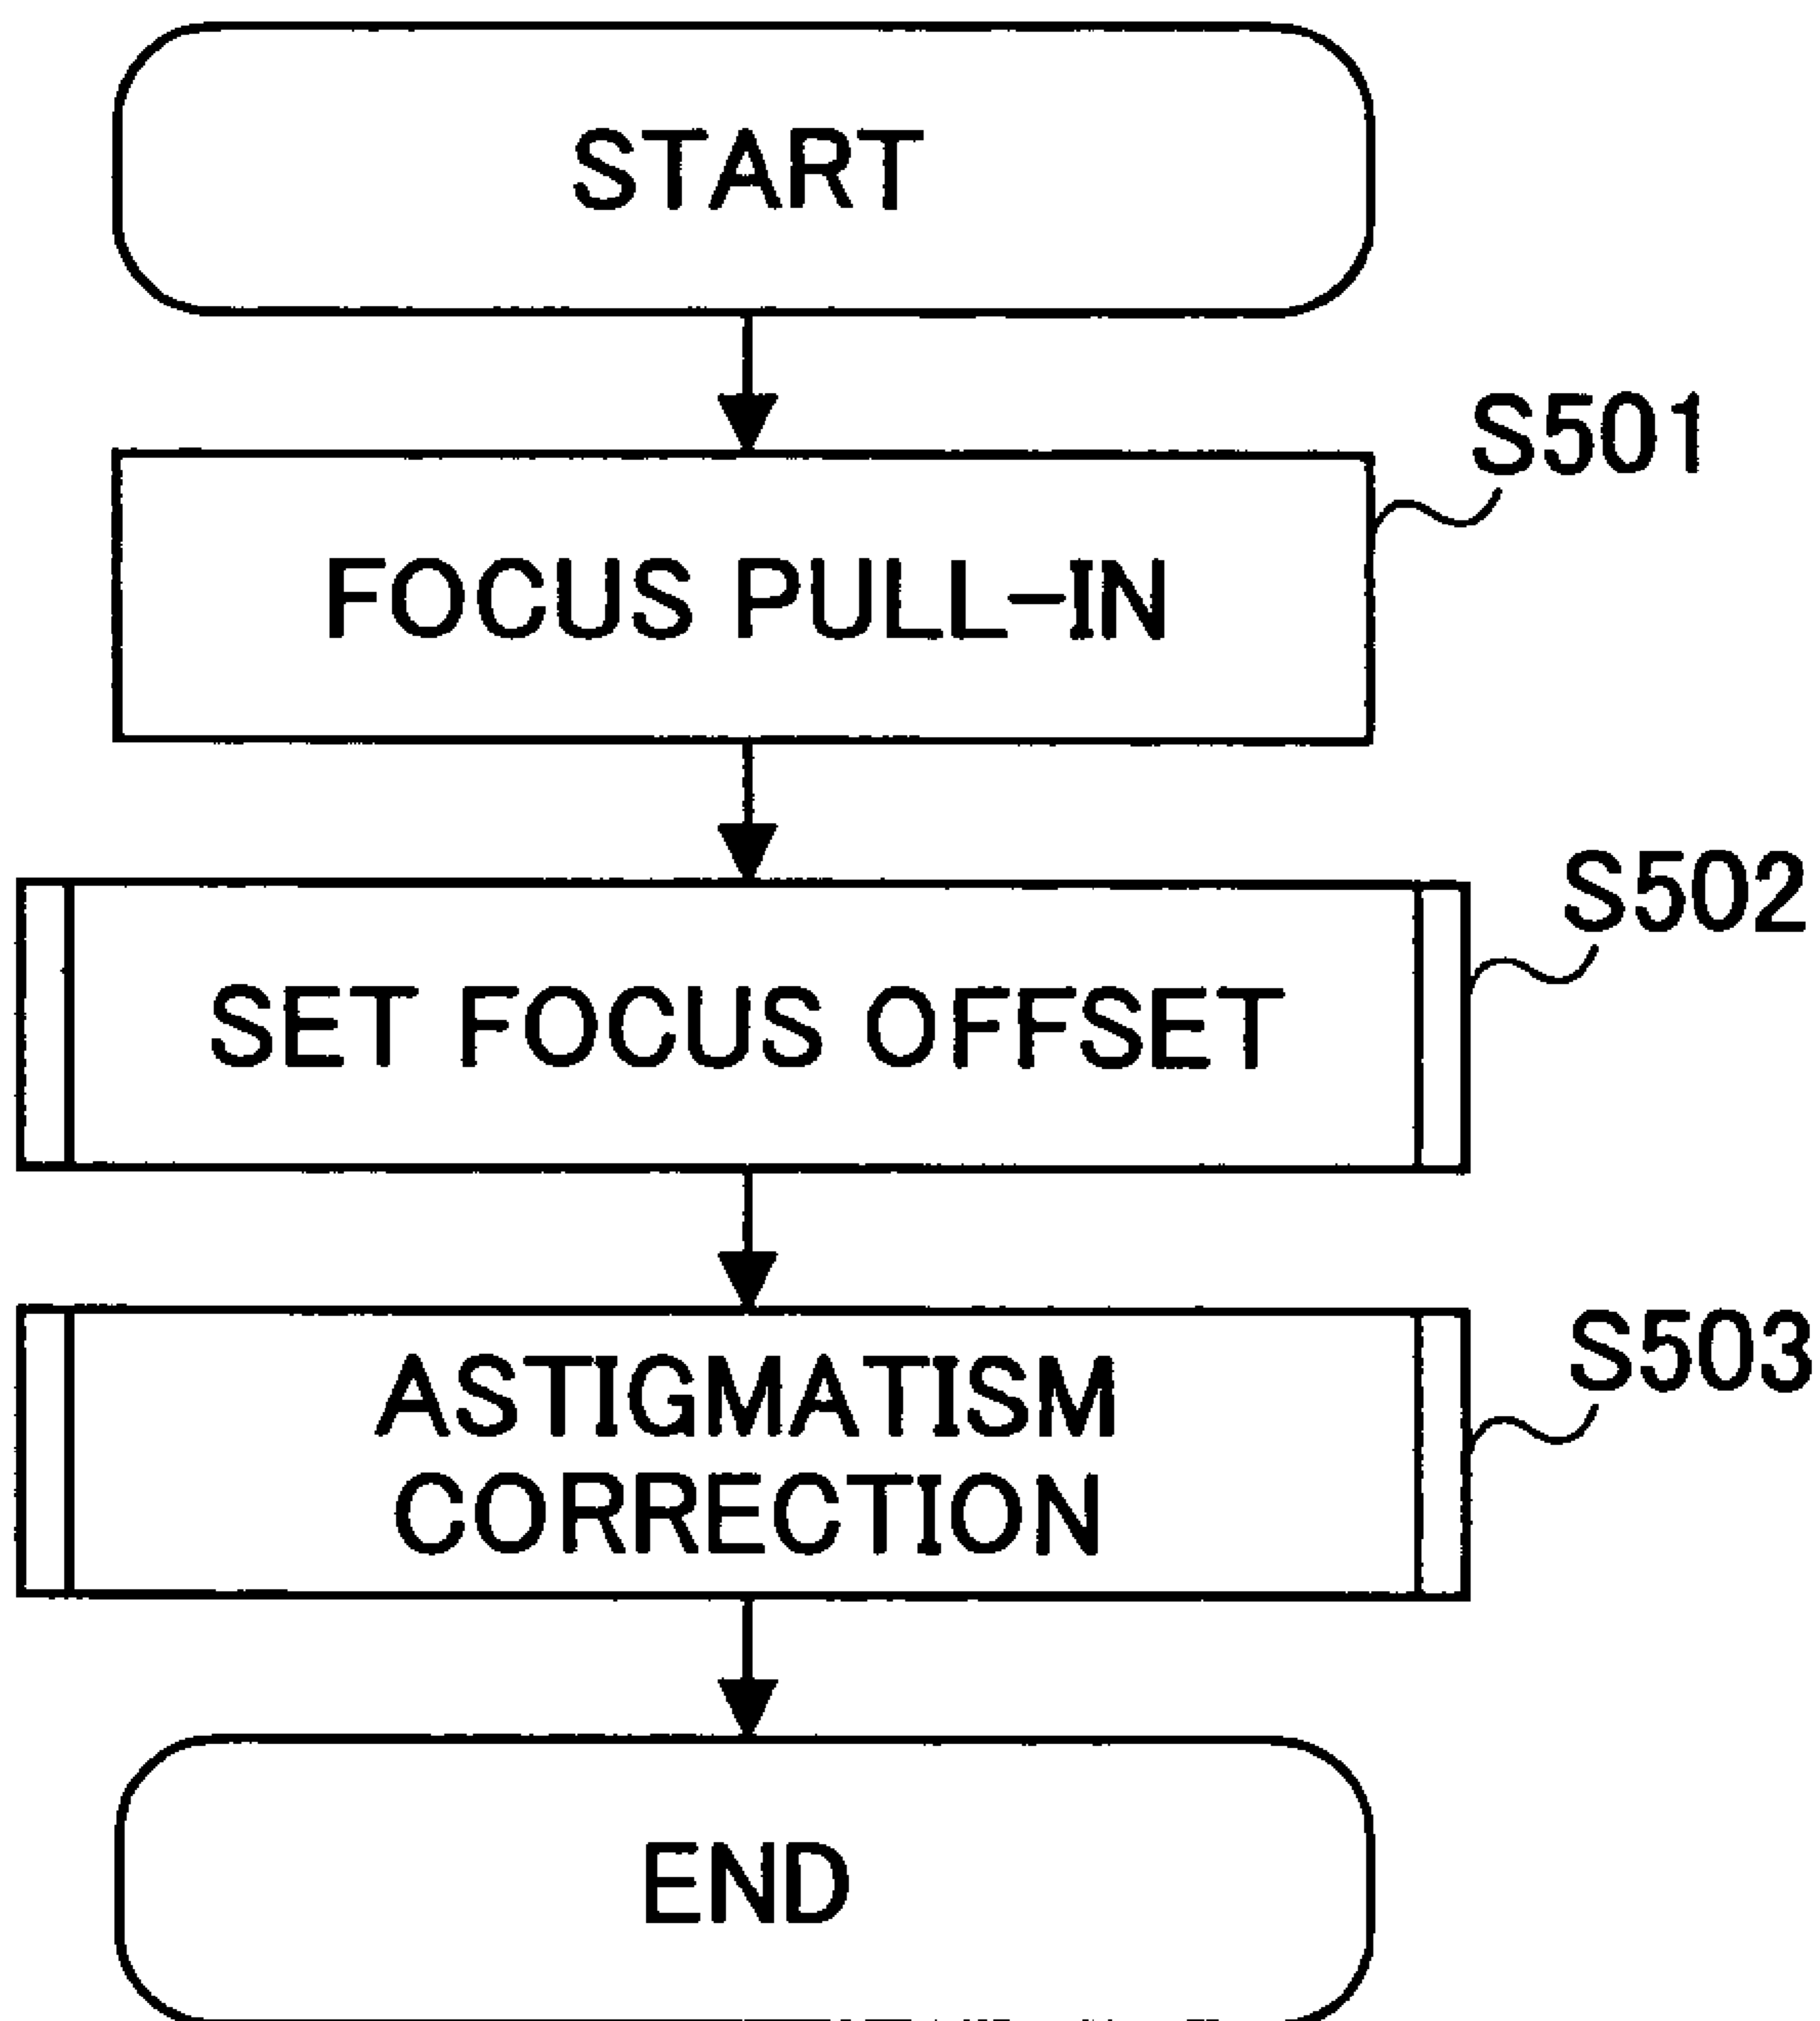 START
S501
FOCUS PULL-IN
S502
SET FOCUS OFFSET
S503
ASTIGMATISM
CORRECTION
END